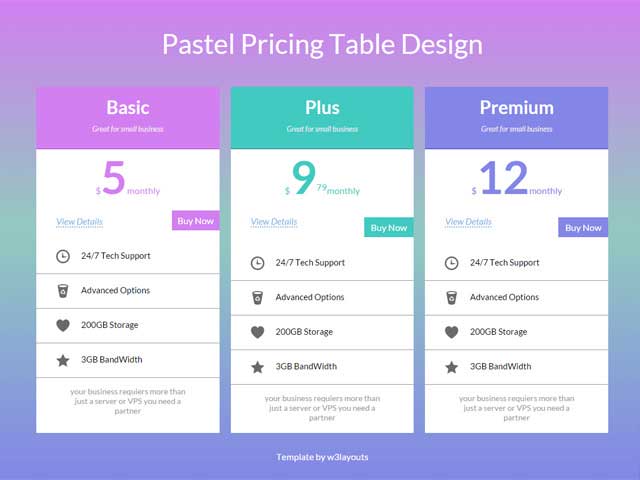 Pastel Pricing Table Design
Basic
Great for small business
$5 monthly
View Details
Buy Now
24/7 Tech Support
Advanced Options
200GB Storage
3GB BandWidth
your business requiers more than
just a server or VPS you need a
partner
Plus
Great for small business
$9 79 monthly
View Details
Buy Now
24/7 Tech Support
Advanced Options
200GB Storage
3GB BandWidth
your business requiers more than
just a server or VPS you need a
partner
Premium
Great for small business
$12 monthly
View Details
Buy Now
24/7 Tech Support
Advanced Options
200GB Storage
3GB BandWidth
your business requiers more than
just a server or VPS you need a
partner
Template by w3layouts